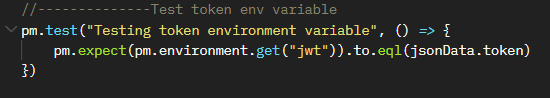 //--------------Test token env variable
pm.test("Testing token environment variable", () => {
pm.expect(pm.environment.get("jwt")).to.eql(jsonData.token)
})